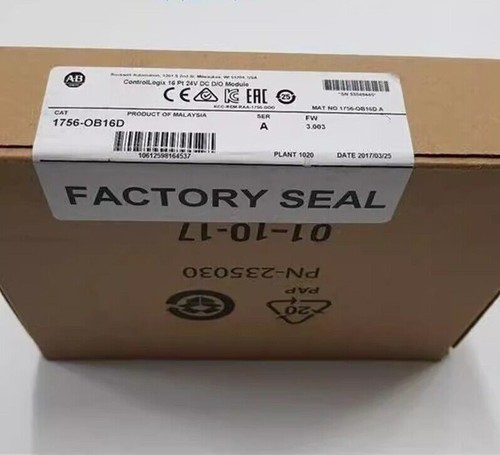 AB
Rockwell Automation, 1201 S 2nd St, Milwaukee, WI 53204, USA
ControlLogix 16 Pt 24V DC D/O Module
EAC
25
CAT
PRODUCT OF MALAYSIA
SER
FW
MAT NO 1756-OB16D A
1756-OB16D
A
3.003
10612598164537
PLANT 1020
DATE 2017/03/25
FACTORY SEAL
01-10-17
PN-235030
20
PAP